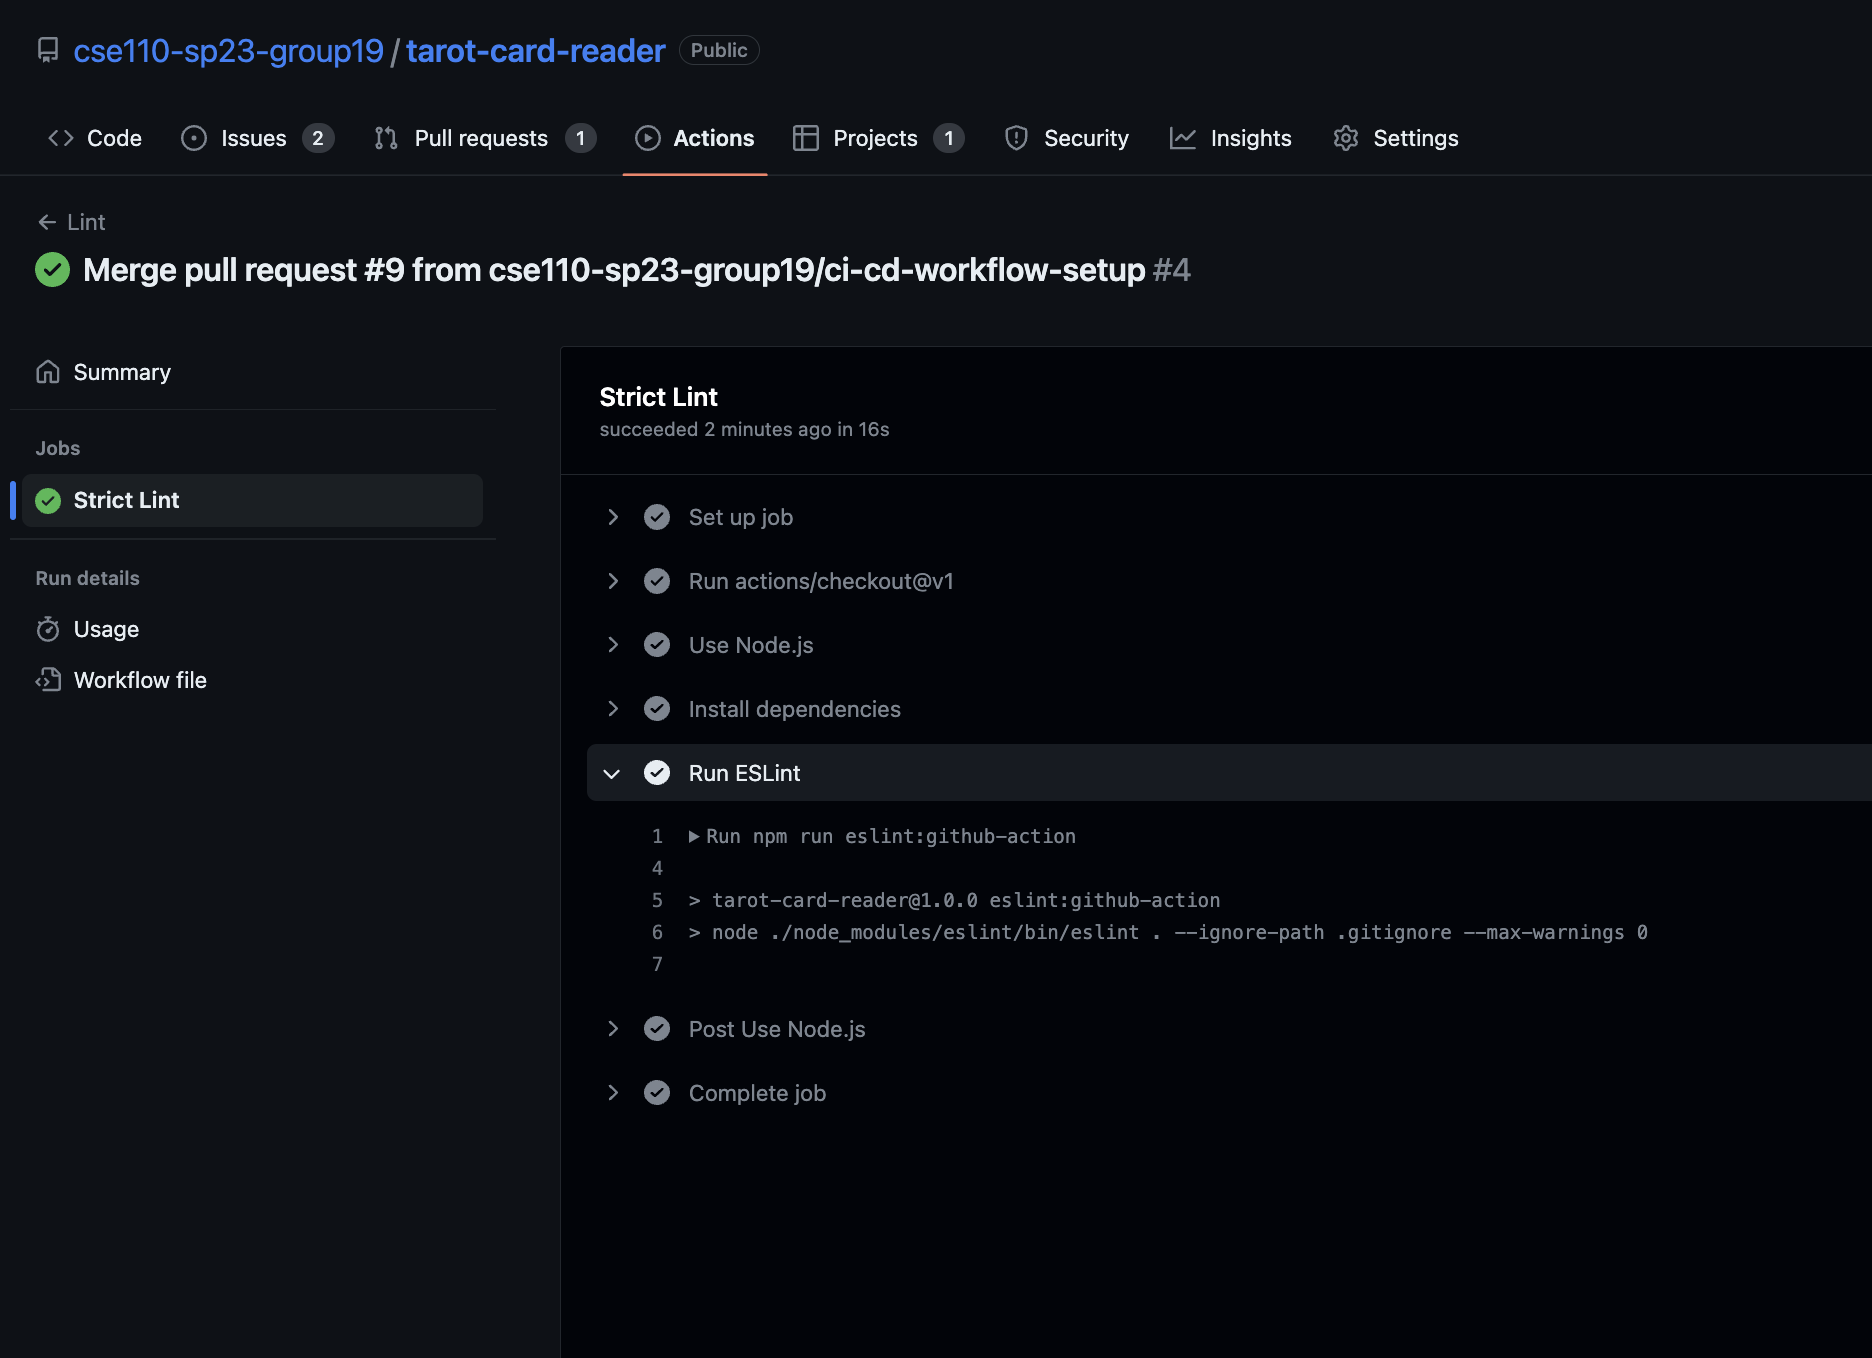 cse110-sp23-group19 / tarot-card-reader Public
Code Issues 2 Pull requests 1 Actions Projects 1 Security Insights Settings
← Lint
Merge pull request #9 from cse110-sp23-group19/ci-cd-workflow-setup #4
Summary
Jobs
Strict Lint
Run details
Usage
Workflow file
Strict Lint
succeeded 2 minutes ago in 16s
Set up job
Run actions/checkout@v1
Use Node.js
Install dependencies
Run ESLint
1 ▶ Run npm run eslint:github-action
4
5 > tarot-card-reader@1.0.0 eslint:github-action
6 > node ./node_modules/eslint/bin/eslint . --ignore-path .gitignore --max-warnings 0
7
Post Use Node.js
Complete job